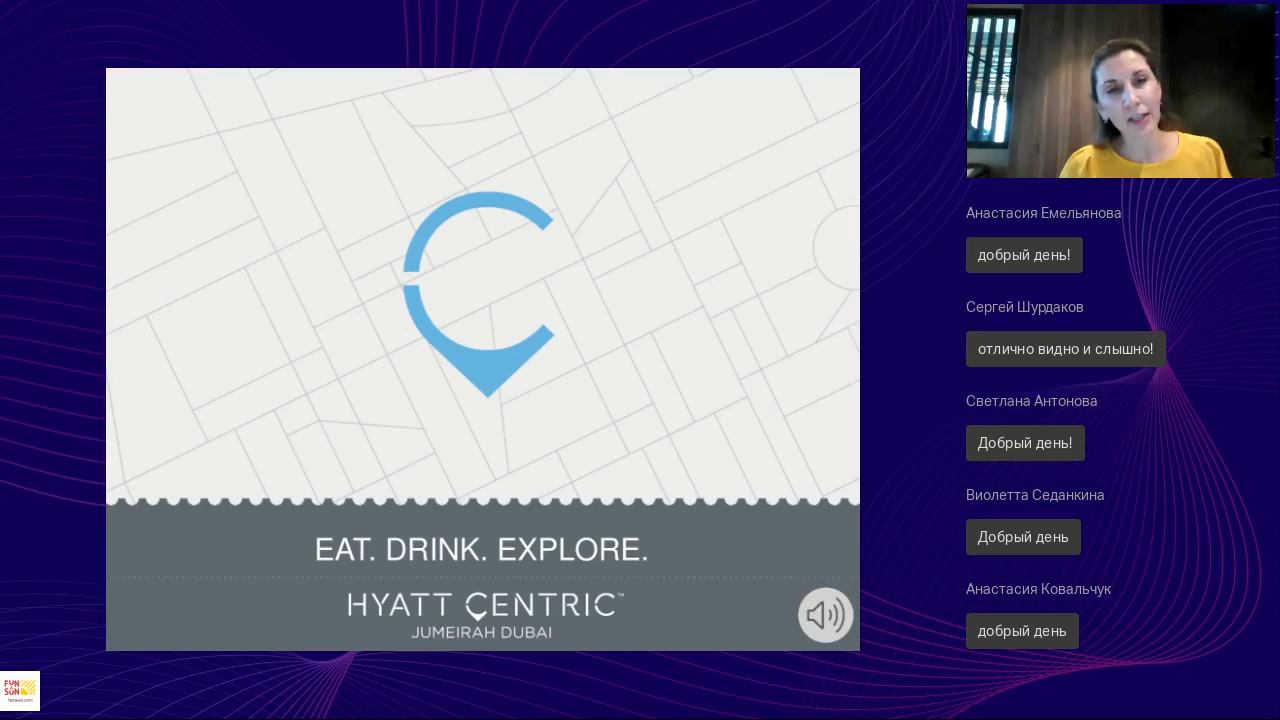 EAT. DRINK. EXPLORE.
HYATT CENTRIC™
JUMEIRAH DUBAI
Анастасия Емельянова
добрый день!
Сергей Шурдаков
отлично видно и слышно!
Светлана Антонова
Добрый день!
Виолетта Седанкина
Добрый день
Анастасия Ковальчук
добрый день
FUN
SUN